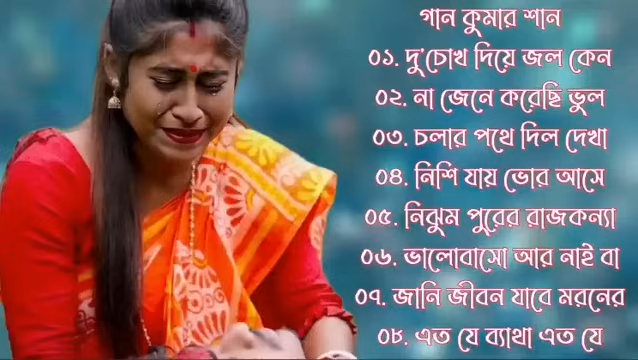 গান কুমার শান
০১. দু'চোখ দিয়ে জল কেন
০২. না জেনে করেছি ভুল
০৩. চলার পথে দিল দেখা
০৪. নিশি যায় ভোর আসে
০৫. নিঝুম পুরের রাজকন্যা
০৬. ভালোবাসো আর নাই বা
০৭. জানি জীবন যাবে মরনের
০৮. এত যে ব্যাথা এত যে